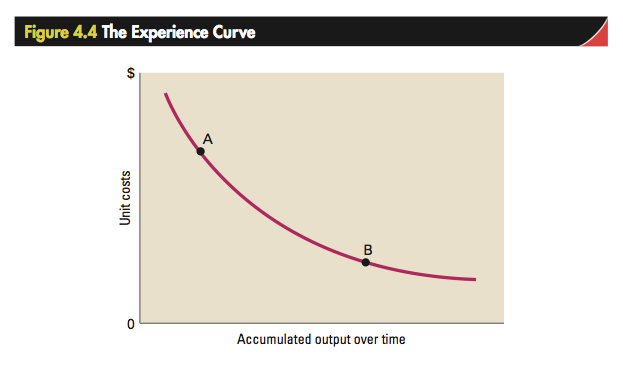 Figure 4.4 The Experience Curve
$
A
Unit costs
B
0
Accumulated output over time